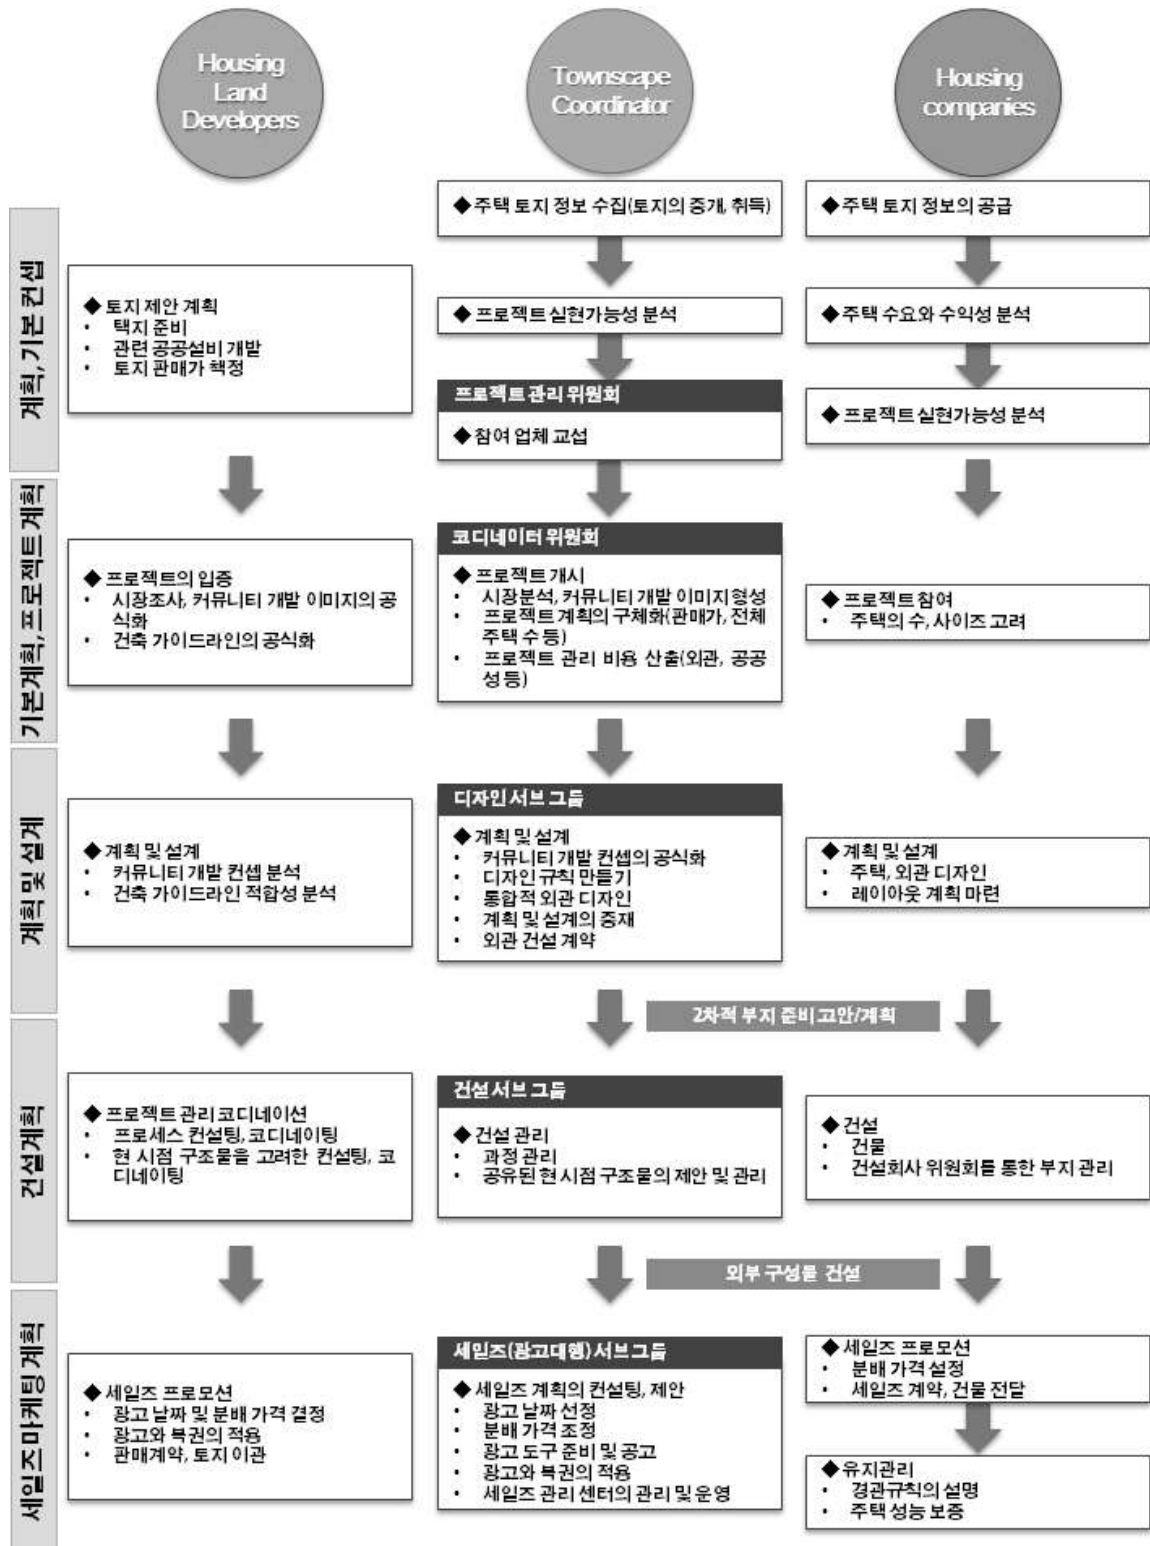 Housing
Land
Developers
Townscape
Coordinator
Housing
companies
계획, 기본 컨셉
◆ 토지 제안 계획
• 택지 준비
• 관련 공공설비 개발
• 토지 판매가 책정
◆ 주택 토지 정보 수집(토지의 중개, 취득)
◆ 프로젝트 실현가능성 분석
프로젝트 관리 위원회
◆ 참여 업체 교섭
◆ 주택 토지 정보의 공급
◆ 주택 수요와 수익성 분석
◆ 프로젝트 실현가능성 분석
기본계획, 프로젝트 계획
◆ 프로젝트의 입증
• 시장조사, 커뮤니티 개발 이미지의 공
식화
• 건축 가이드라인의 공식화
코디네이터 위원회
◆ 프로젝트 개시
• 시장분석, 커뮤니티 개발 이미지 형성
• 프로젝트 계획의 구체화(판매가, 전체
주택 수 등)
• 프로젝트 관리 비용 산출(외관, 공공
성 등)
◆ 프로젝트 참여
• 주택의 수, 사이즈 고려
계획 및 설계
◆ 계획 및 설계
• 커뮤니티 개발 컨셉 분석
• 건축 가이드라인 적합성 분석
디자인 서브 그룹
◆ 계획 및 설계
• 커뮤니티 개발 컨셉의 공식화
• 디자인 규칙 만들기
• 통합적 외관 디자인
• 계획 및 설계의 중재
• 외관 건설 계약
◆ 계획 및 설계
• 주택, 외관 디자인
• 레이아웃 계획 마련
2차적 부지 준비 고안/계획
건설계획
◆ 프로젝트 관리 코디네이션
• 프로세스 컨설팅, 코디네이팅
• 현 시점 구조물을 고려한 컨설팅, 코
디네이팅
건설 서브 그룹
◆ 건설 관리
• 과정 관리
• 공유된 현 시점 구조물의 제안 및 관리
◆ 건설
• 건물
• 건설회사 위원회를 통한 부지 관리
외부 구성물 건설
세일즈 마케팅 계획
◆ 세일즈 프로모션
• 광고 날짜 및 분배 가격 결정
• 광고와 복권의 적용
• 판매계약, 토지 이관
세일즈(광고대행) 서브 그룹
◆ 세일즈 계획의 컨설팅, 제안
• 광고 날짜 선정
• 분배 가격 조정
• 광고 도구 준비 및 공고
• 광고와 복권의 적용
• 세일즈 관리 센터의 관리 및 운영
◆ 세일즈 프로모션
• 분배 가격 설정
• 세일즈 계약, 건물 전달
◆ 유지관리
• 경관규칙의 설명
• 주택 성능 보증